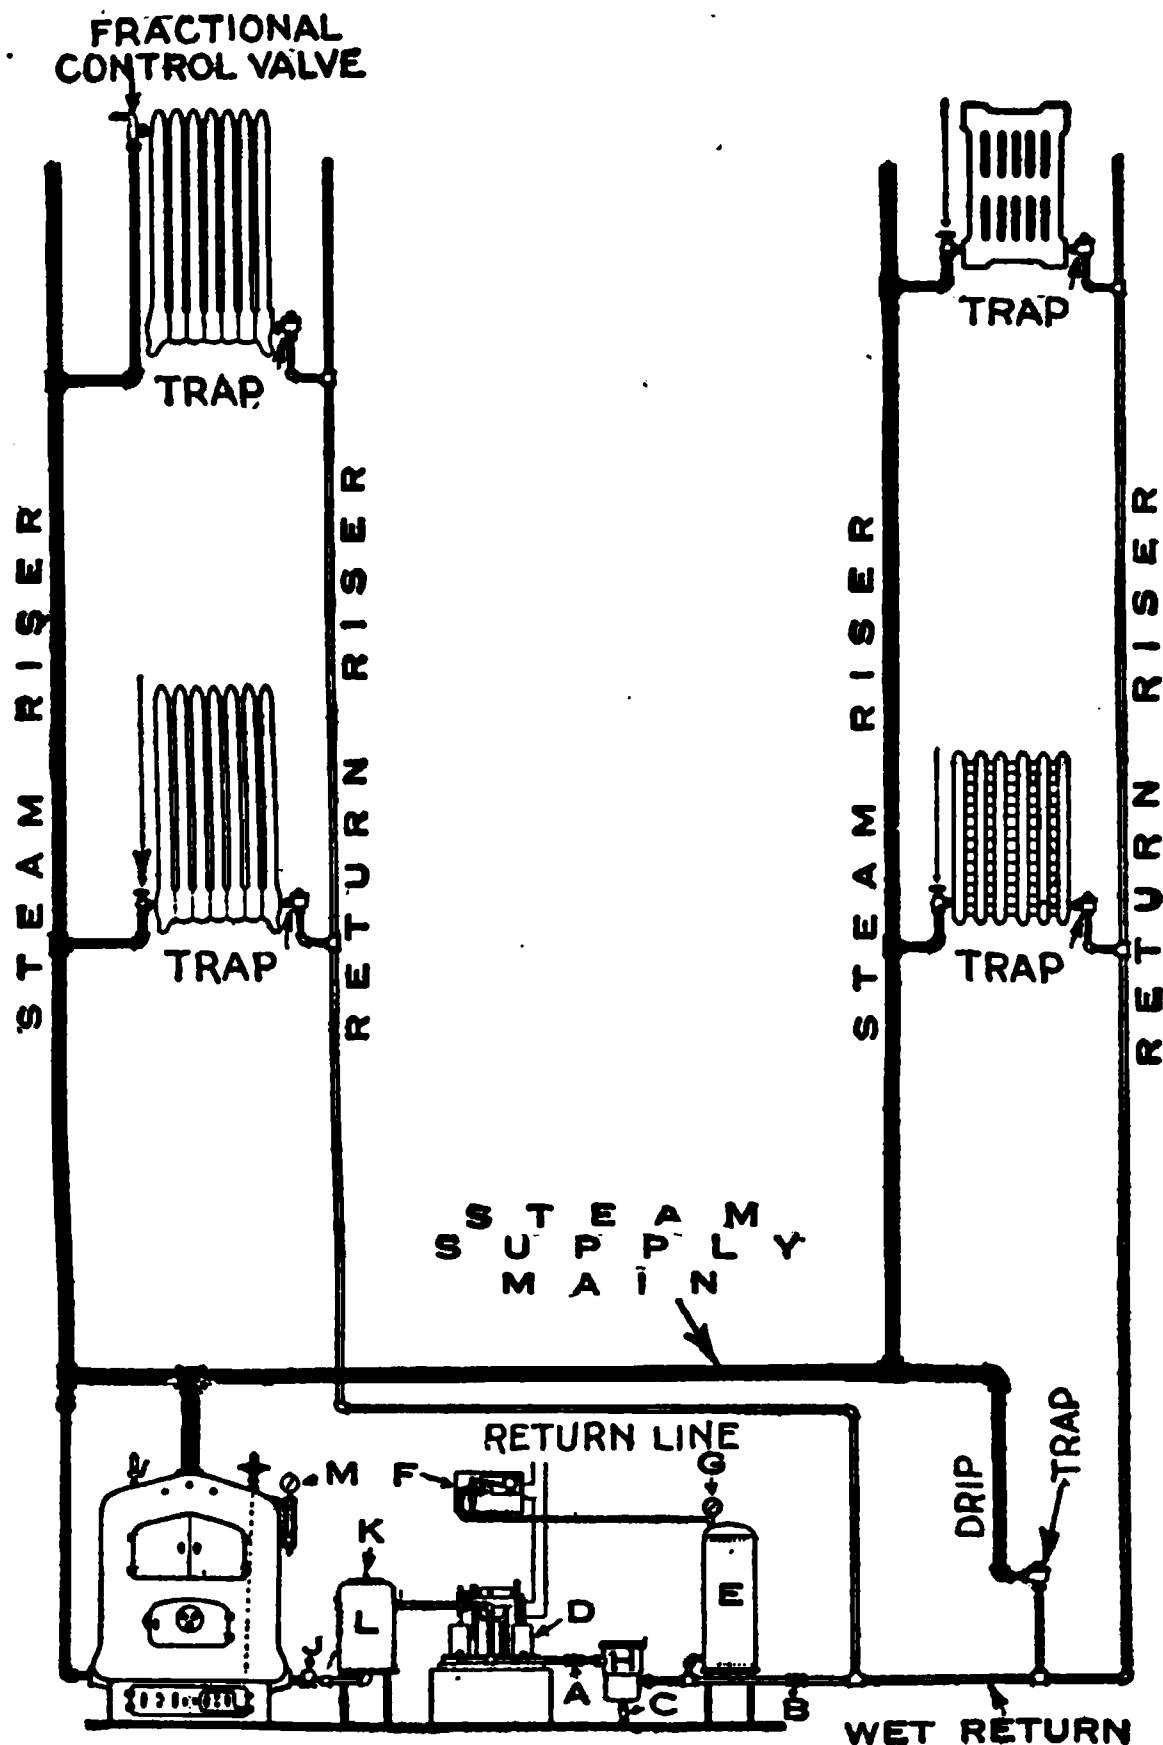 FRACTIONAL
CONTROL VALVE
TRAP
TRAP
STEAM RISER
RETURN RISER
STEAM RISER
RETURN RISER
TRAP
TRAP
STEAM
SUPPLY
MAIN
RETURN LINE
DRIP
TRAP
M
F
G
K
L
E
D
J
H
A
C
B
WET RETURN